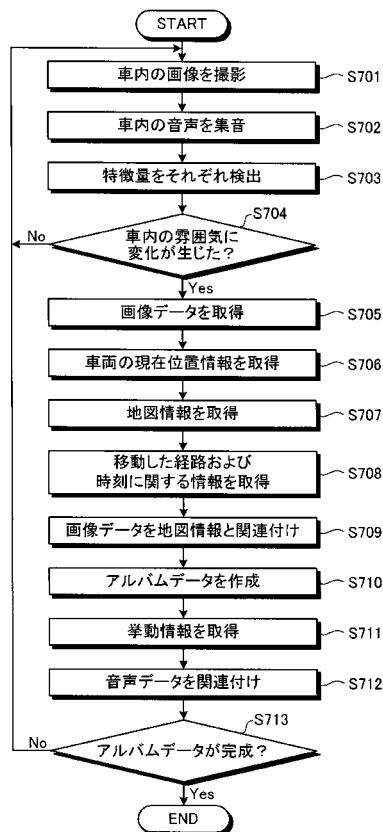 START
車内の画像を撮影
S701
車内の音声を集音
S702
特徴量をそれぞれ検出
S703
S704
車内の雰囲気に
変化が生じた？
No
Yes
画像データを取得
S705
車両の現在位置情報を取得
S706
地図情報を取得
S707
移動した経路および
時刻に関する情報を取得
S708
画像データを地図情報と関連付け
S709
アルバムデータを作成
S710
挙動情報を取得
S711
音声データを関連付け
S712
S713
アルバムデータが完成？
No
Yes
END